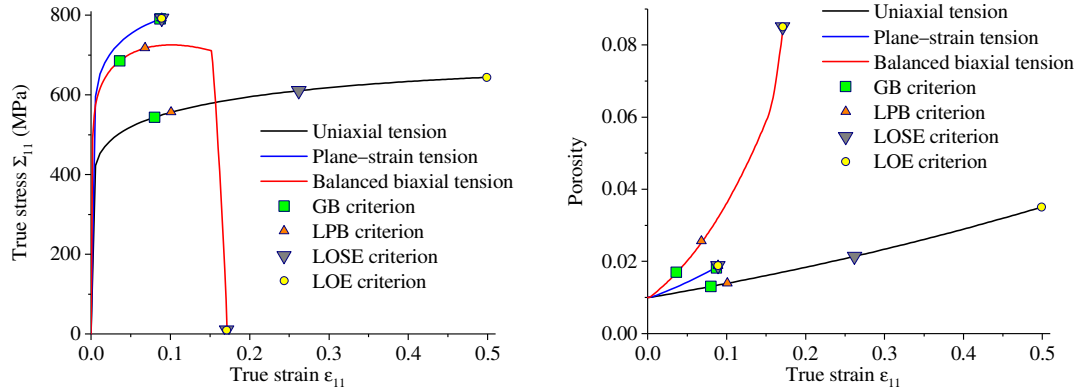 True stress Σ₁₁ (MPa)
800
600
400
200
0
Uniaxial tension
Plane–strain tension
Balanced biaxial tension
GB criterion
LPB criterion
LOSE criterion
LOE criterion
0.0 0.1 0.2 0.3 0.4 0.5
True strain ε₁₁
Porosity
0.08
0.06
0.04
0.02
0.00
Uniaxial tension
Plane–strain tension
Balanced biaxial tension
GB criterion
LPB criterion
LOSE criterion
LOE criterion
0.0 0.1 0.2 0.3 0.4 0.5
True strain ε₁₁